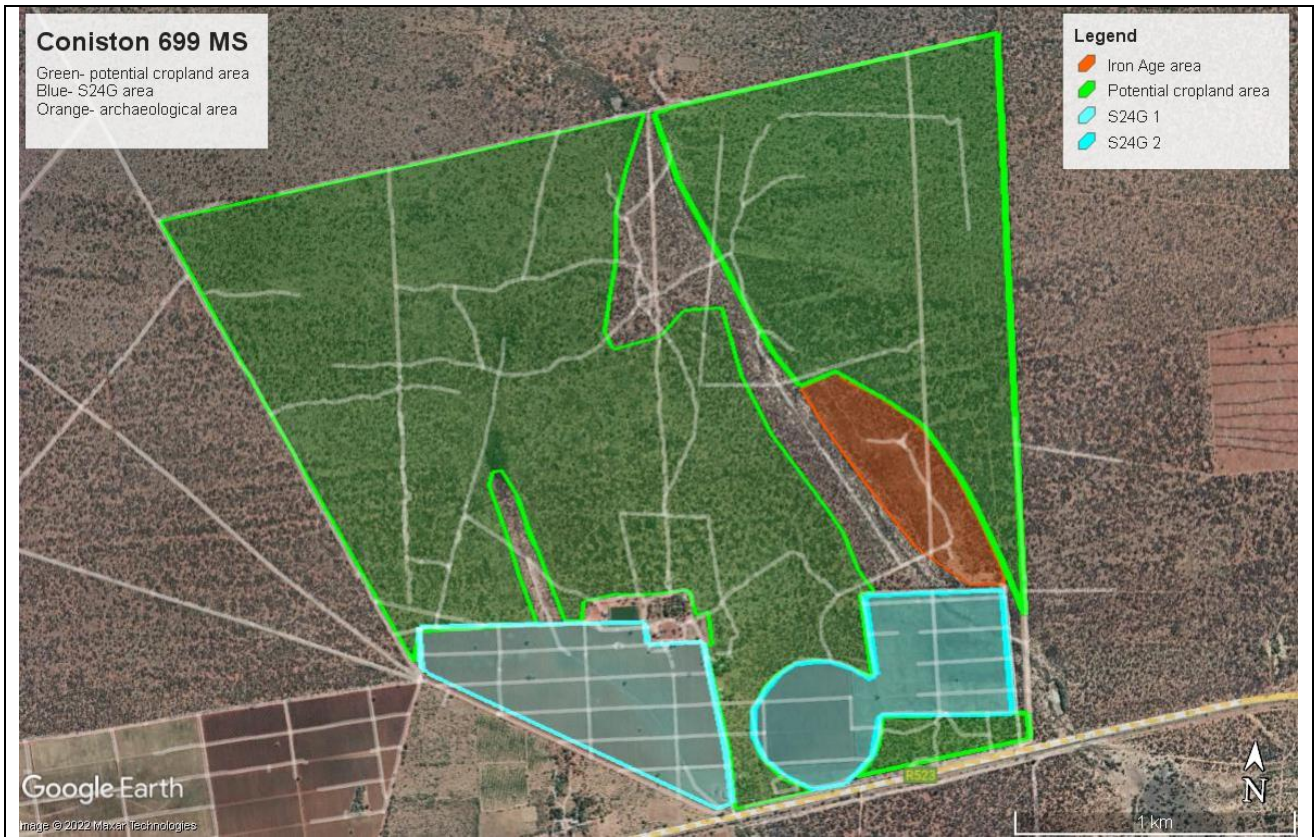 Coniston 699 MS
Green- potential cropland area
Blue- S24G area
Orange- archaeological area
Legend
Iron Age area
Potential cropland area
S24G 1
S24G 2
R523
Google Earth
Image © 2022 Maxar Technologies
N
1 km